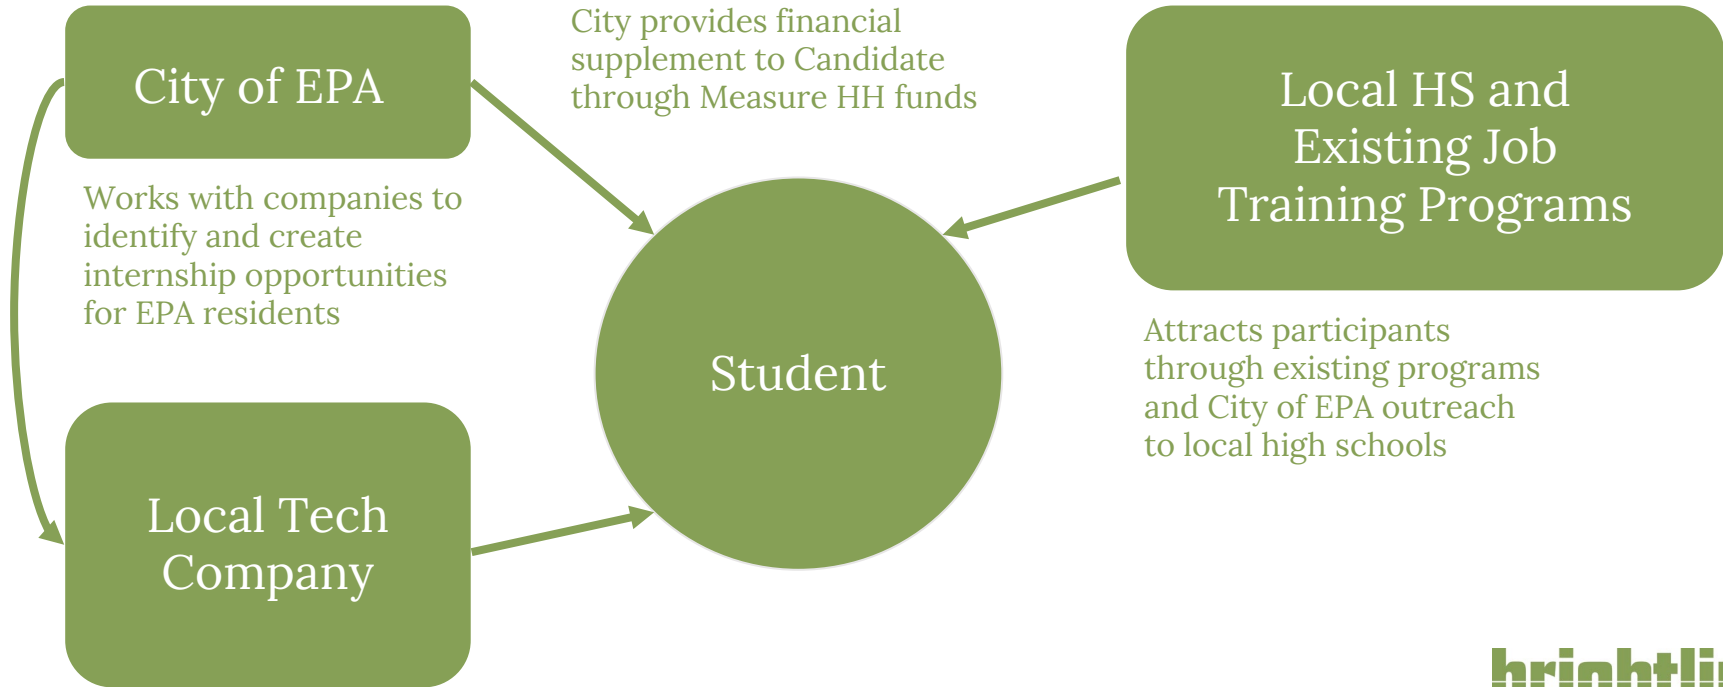 City of EPA
City provides financial
supplement to Candidate
through Measure HH funds
Local HS and
Existing Job
Training Programs
Works with companies to
identify and create
internship opportunities
for EPA residents
Student
Attracts participants
through existing programs
and City of EPA outreach
to local high schools
Local Tech
Company